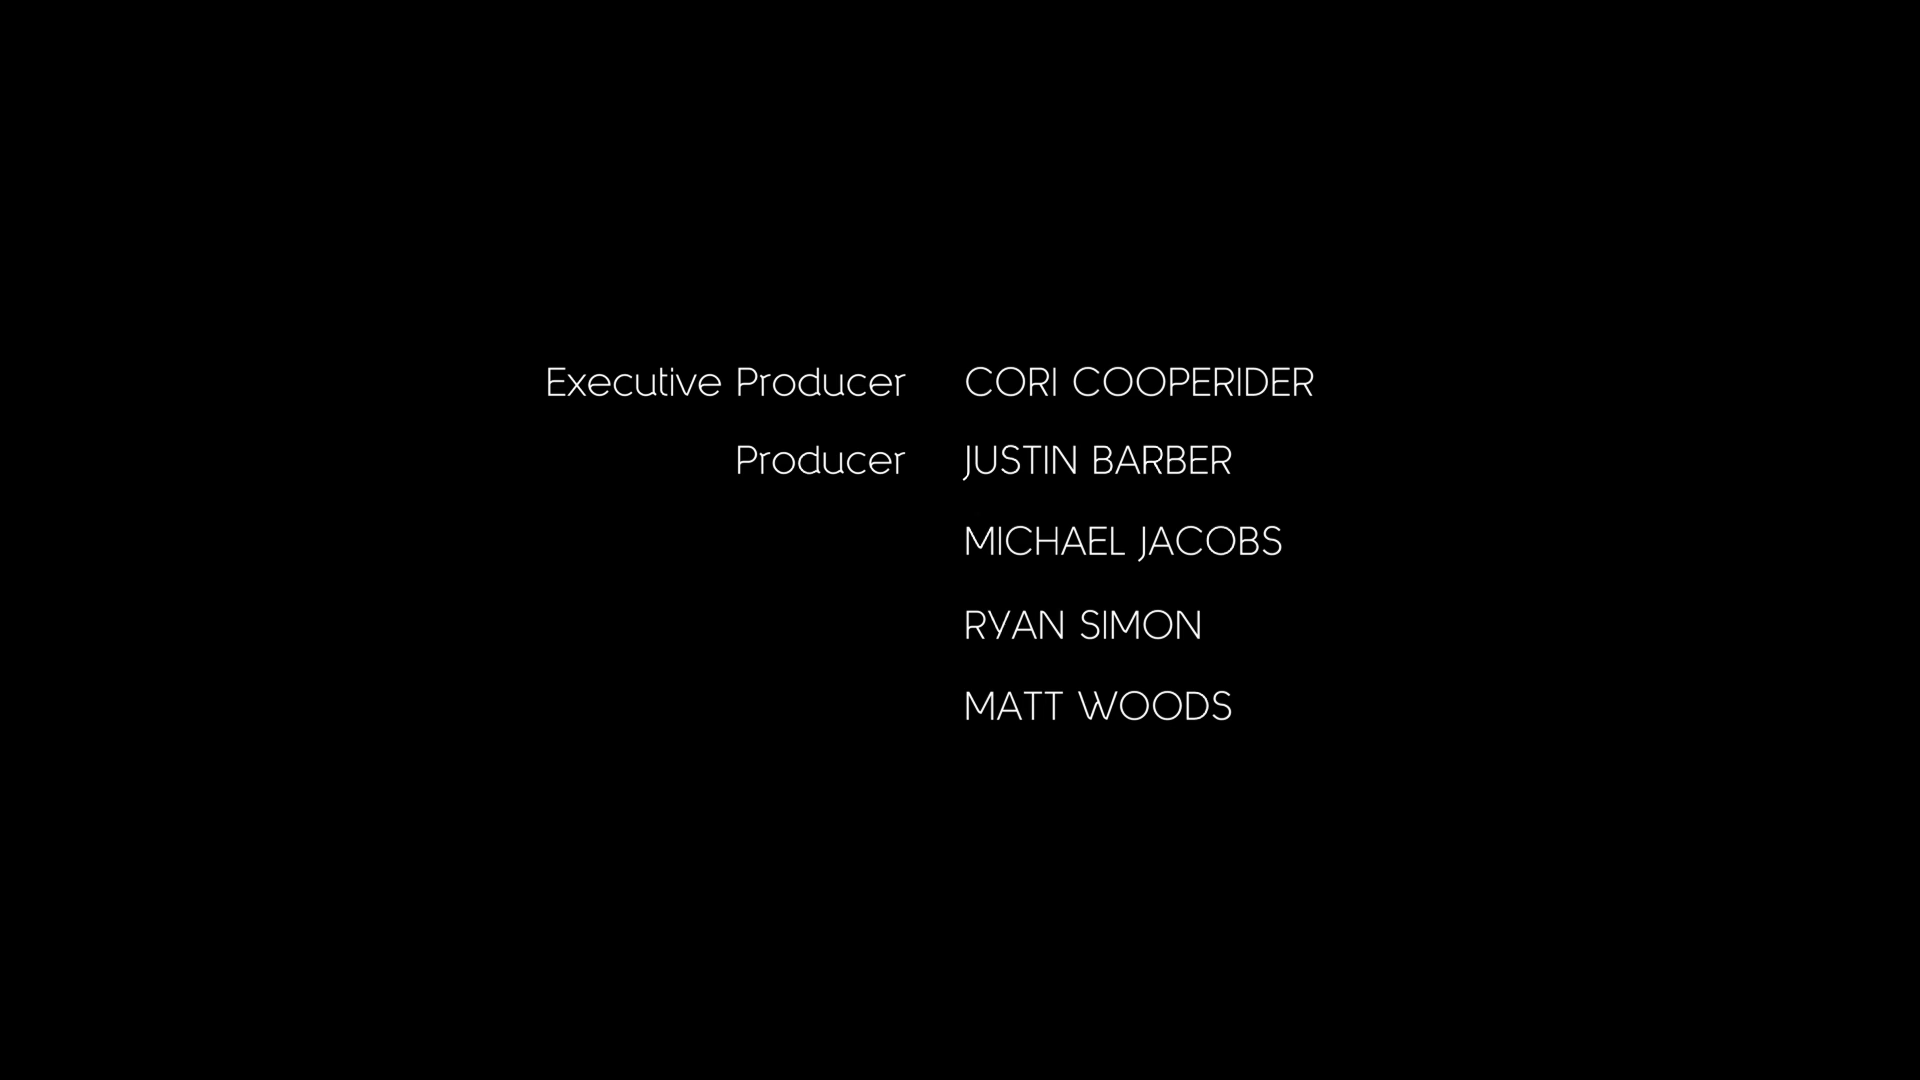 Executive Producer CORI COOPERIDER
Producer JUSTIN BARBER
MICHAEL JACOBS
RYAN SIMON
MATT WOODS